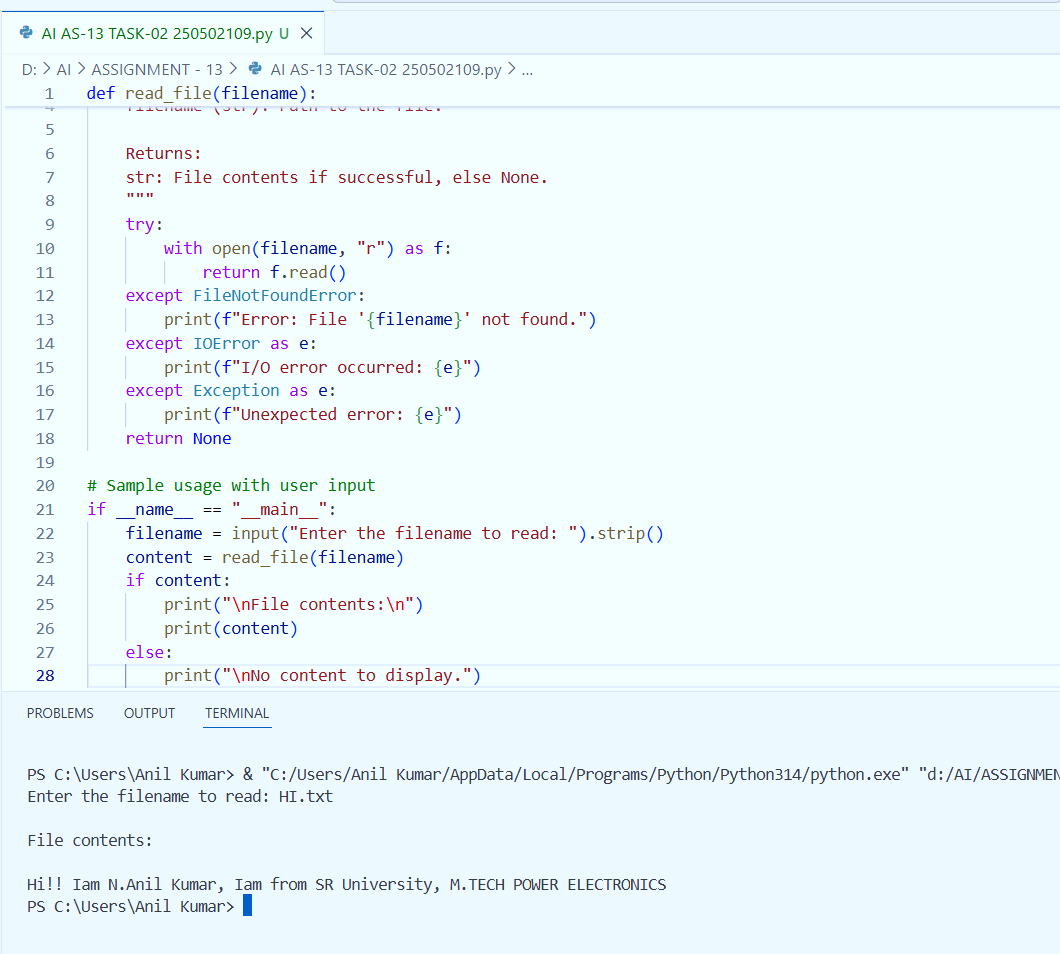 AI AS-13 TASK-02 250502109.py U
D: > AI > ASSIGNMENT - 13 > AI AS-13 TASK-02 250502109.py > ...
1 def read_file(filename):
4 filename (str): Path to the file.
5
6 Returns:
7 str: File contents if successful, else None.
8 """
9 try:
10 with open(filename, "r") as f:
11 return f.read()
12 except FileNotFoundError:
13 print(f"Error: File '{filename}' not found.")
14 except IOError as e:
15 print(f"I/O error occurred: {e}")
16 except Exception as e:
17 print(f"Unexpected error: {e}")
18 return None
19
20 # Sample usage with user input
21 if __name__ == "__main__":
22 filename = input("Enter the filename to read: ").strip()
23 content = read_file(filename)
24 if content:
25 print("\nFile contents:\n")
26 print(content)
27 else:
28 print("\nNo content to display.")
PROBLEMS OUTPUT TERMINAL
PS C:\Users\Anil Kumar> & "C:/Users/Anil Kumar/AppData/Local/Programs/Python/Python314/python.exe" "d:/AI/ASSIGNMEN
Enter the filename to read: HI.txt
File contents:
Hi!! Iam N.Anil Kumar, Iam from SR University, M.TECH POWER ELECTRONICS
PS C:\Users\Anil Kumar>